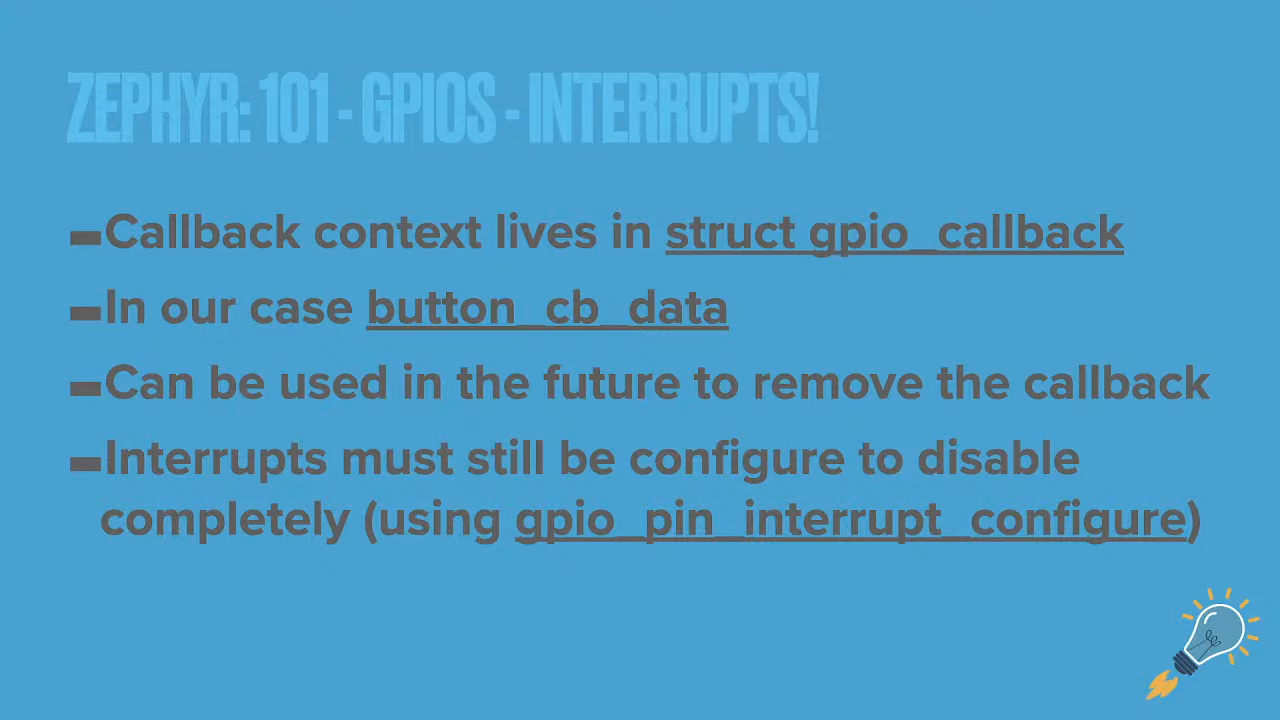 ZEPHYR: 101 - GPIOS - INTERRUPTS!
Callback context lives in struct gpio_callback
In our case button_cb_data
Can be used in the future to remove the callback
Interrupts must still be configure to disable
completely (using gpio_pin_interrupt_configure)